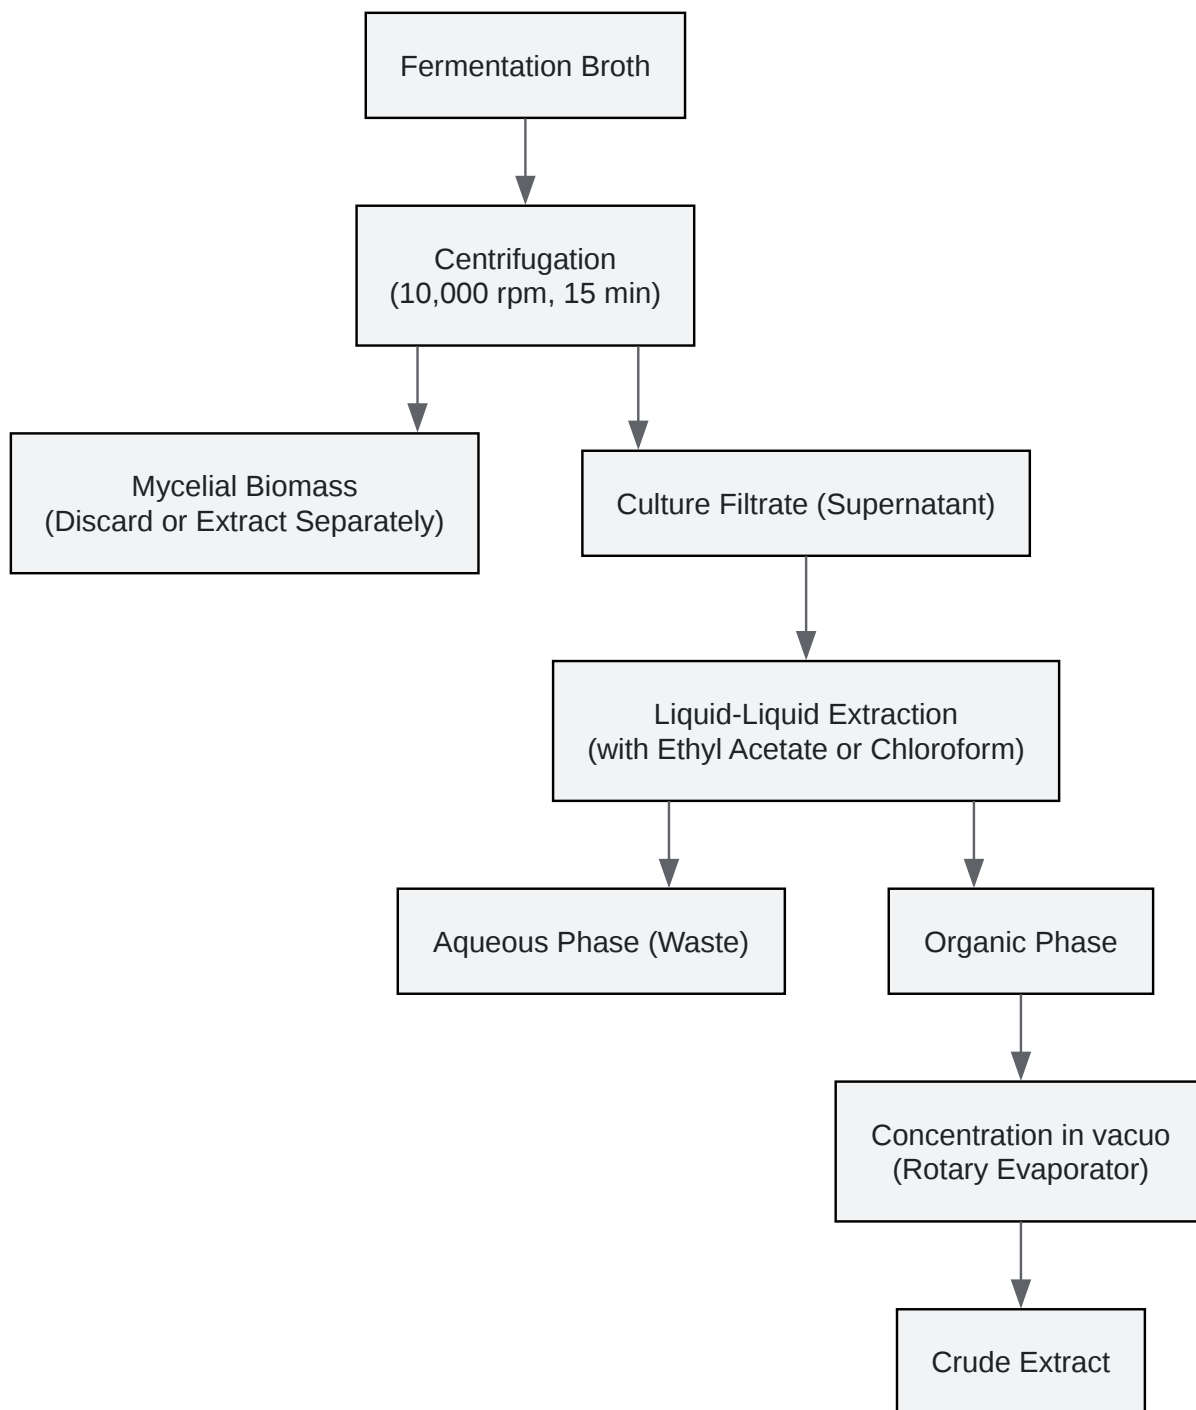 Fermentation Broth
Centrifugation
(10,000 rpm, 15 min)
Mycelial Biomass
(Discard or Extract Separately)
Culture Filtrate (Supernatant)
Liquid-Liquid Extraction
(with Ethyl Acetate or Chloroform)
Aqueous Phase (Waste)
Organic Phase
Concentration in vacuo
(Rotary Evaporator)
Crude Extract